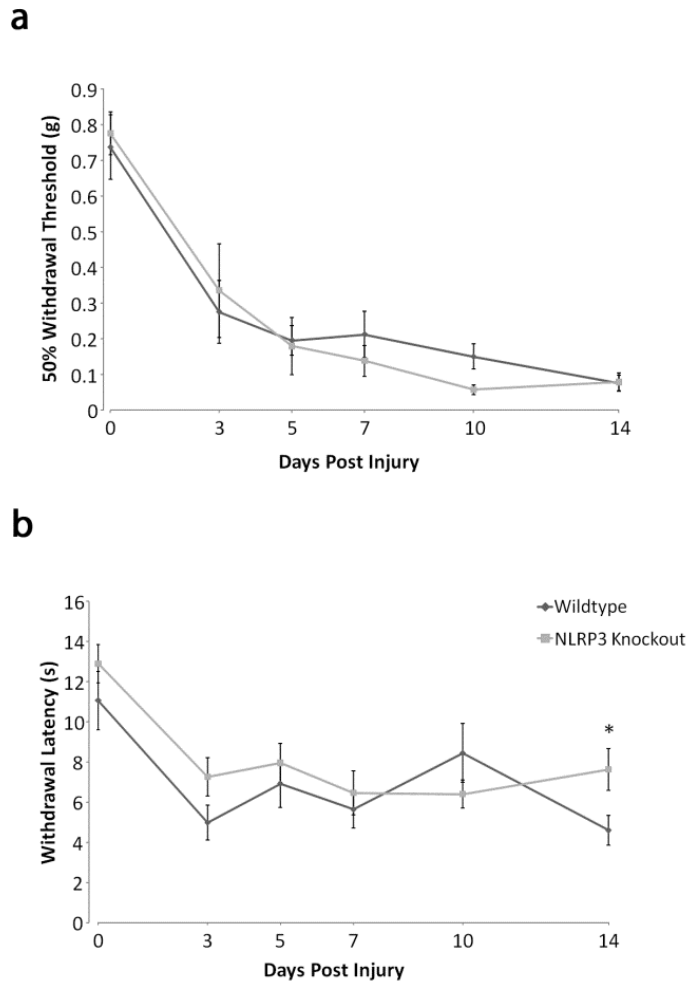 a
50% Withdrawal Threshold (g)
0.9
0.8
0.7
0.6
0.5
0.4
0.3
0.2
0.1
0
0 3 5 7 10 14
Days Post Injury
b
Withdrawal Latency (s)
16
14
12
10
8
6
4
2
0
Wildtype
NLRP3 Knockout
*
0 3 5 7 10 14
Days Post Injury